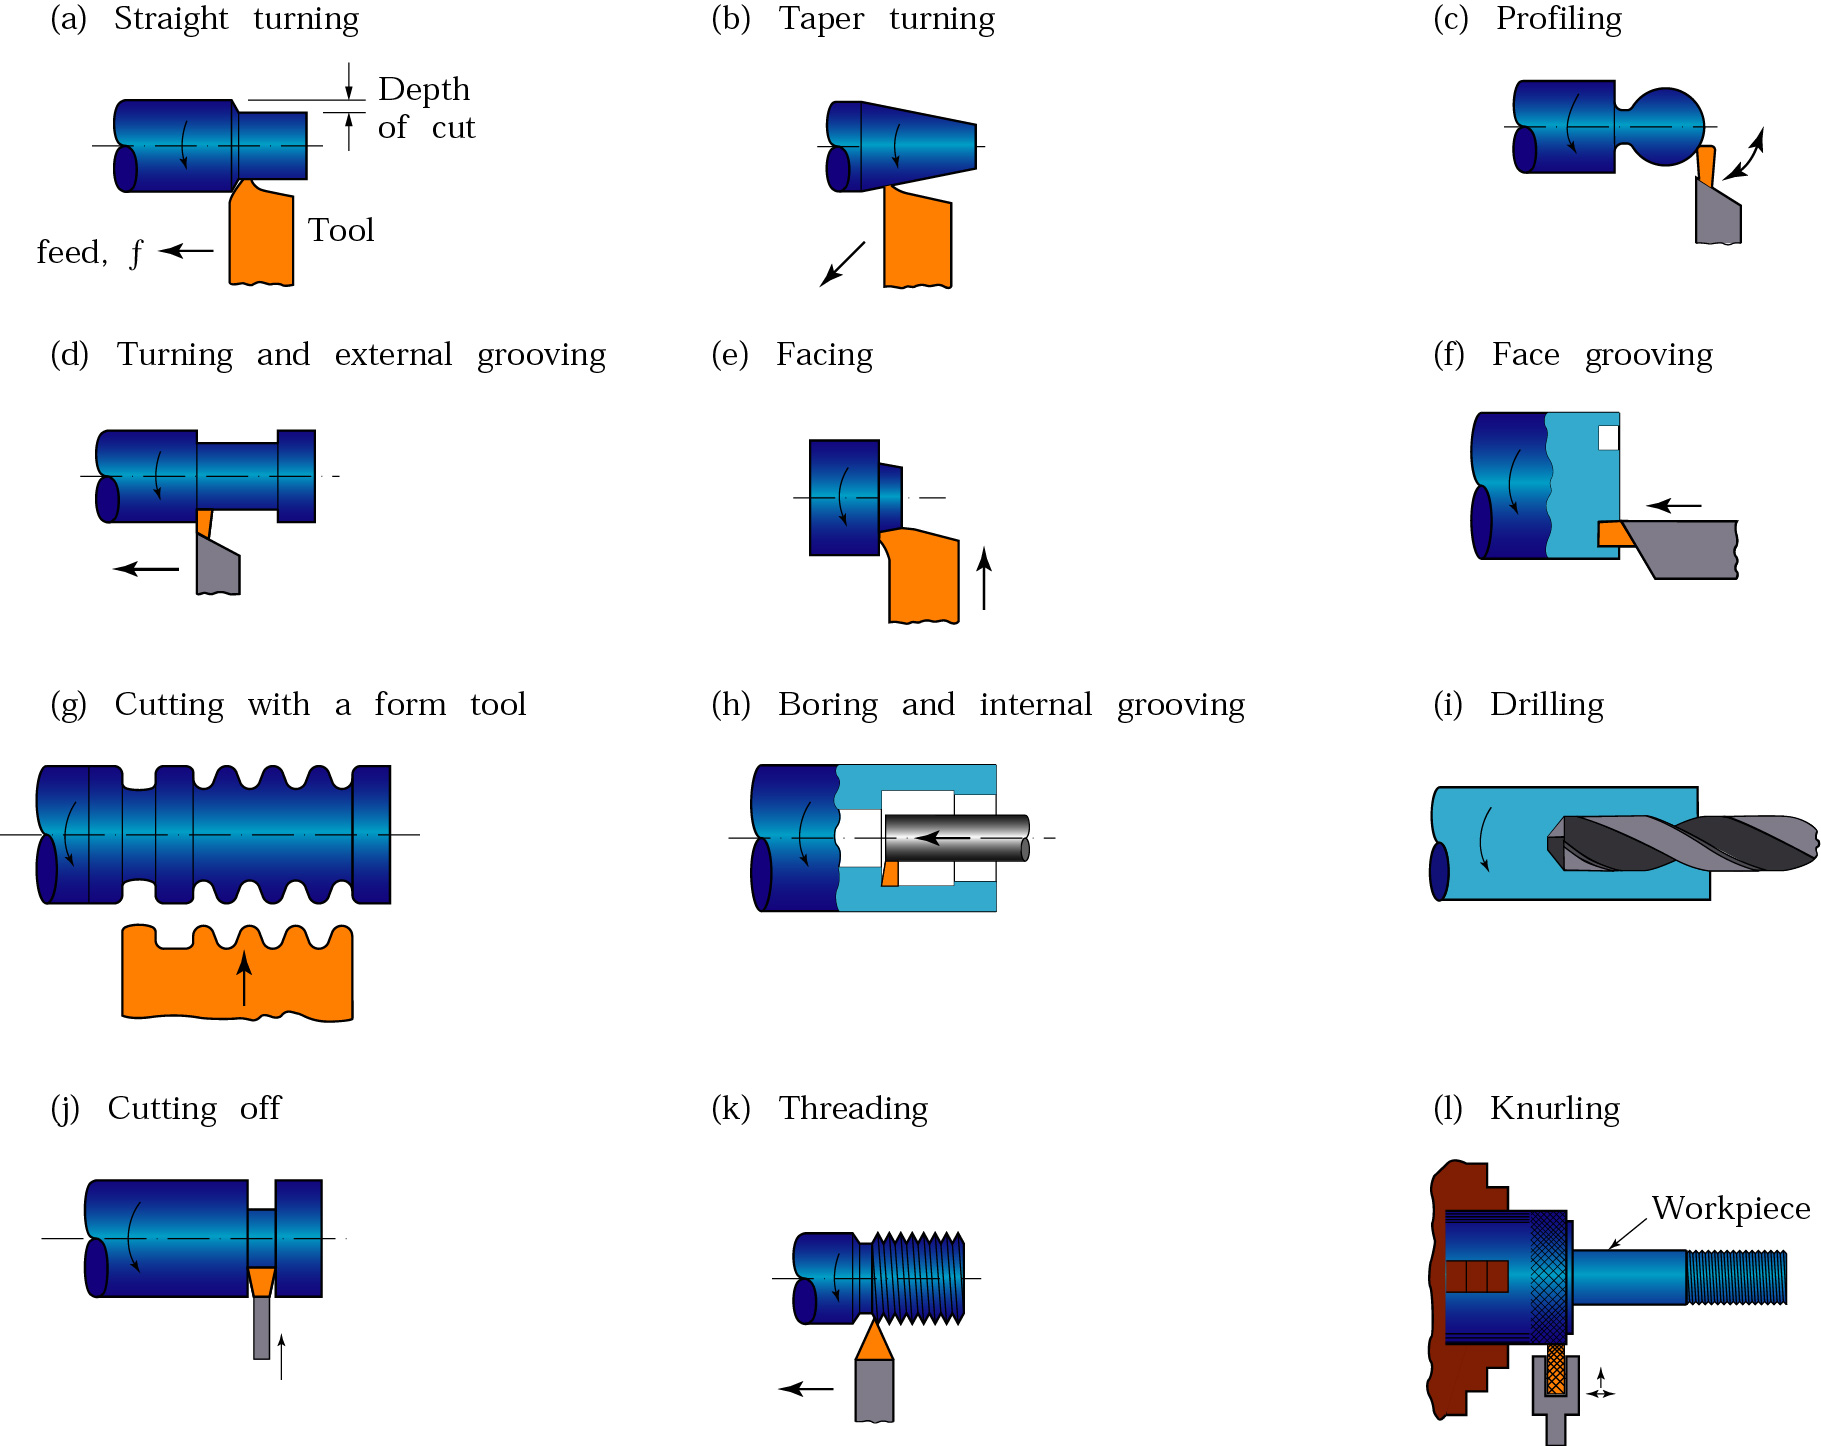 (a) Straight turning
(b) Taper turning
(c) Profiling
Depth
of cut
Tool
feed, f
(d) Turning and external grooving
(e) Facing
(f) Face grooving
(g) Cutting with a form tool
(h) Boring and internal grooving
(i) Drilling
(j) Cutting off
(k) Threading
(l) Knurling
Workpiece